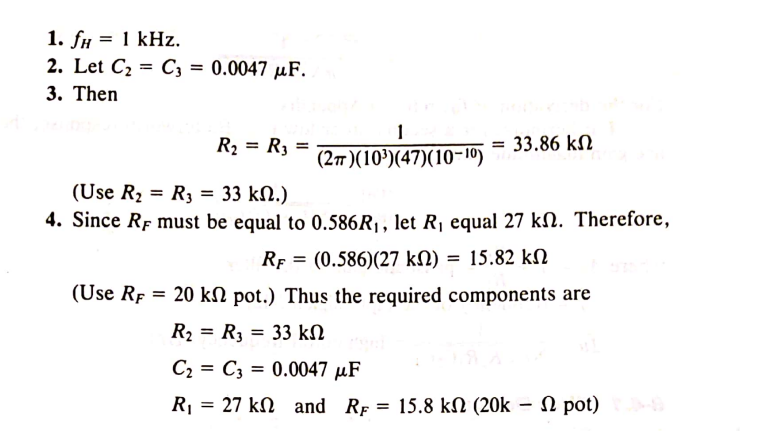 1. f_H = 1 kHz.
2. Let C₂ = C₃ = 0.0047 μF.
3. Then
R₂ = R₃ = 1 / (2π)(10³)(47)(10⁻¹⁰) = 33.86 kΩ
(Use R₂ = R₃ = 33 kΩ.)
4. Since R_F must be equal to 0.586R₁, let R₁ equal 27 kΩ. Therefore,
R_F = (0.586)(27 kΩ) = 15.82 kΩ
(Use R_F = 20 kΩ pot.) Thus the required components are
R₂ = R₃ = 33 kΩ
C₂ = C₃ = 0.0047 μF
R₁ = 27 kΩ and R_F = 15.8 kΩ (20k − Ω pot)